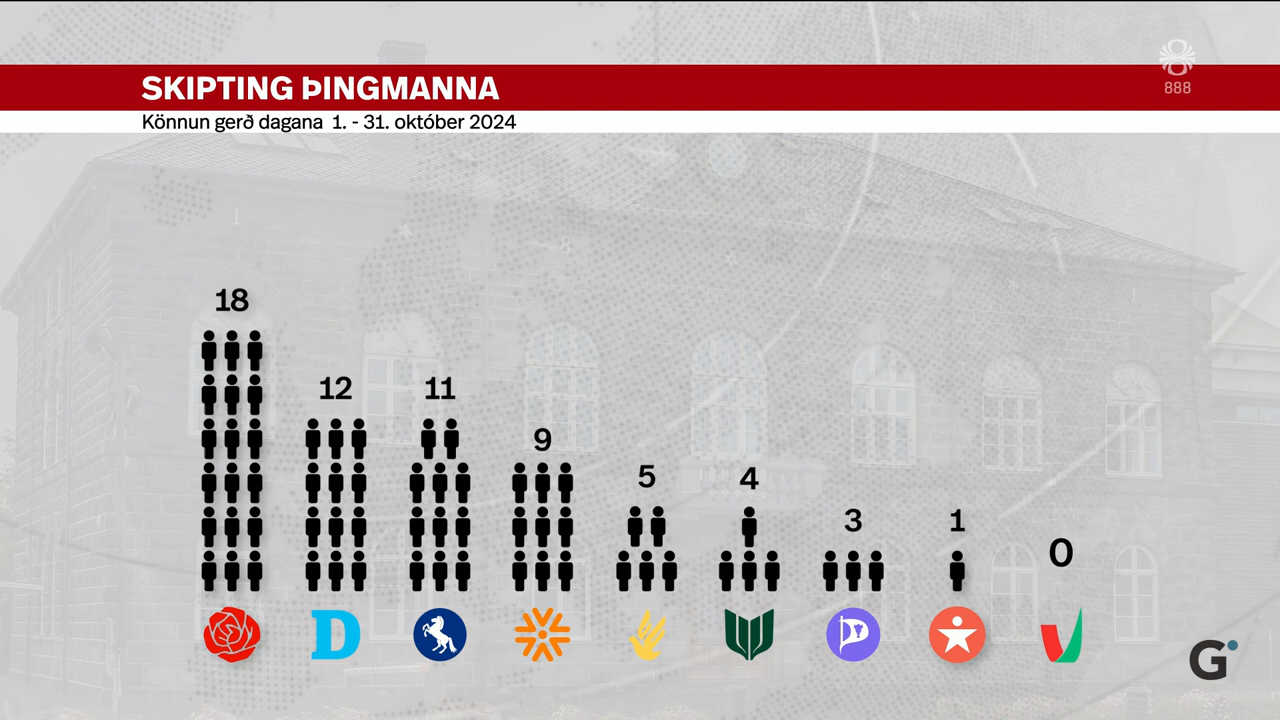 SKIPTING ÞINGMANNA
888
Könnun gerð dagana 1. - 31. október 2024
18
12
11
9
5
4
3
1
0
D
P
G